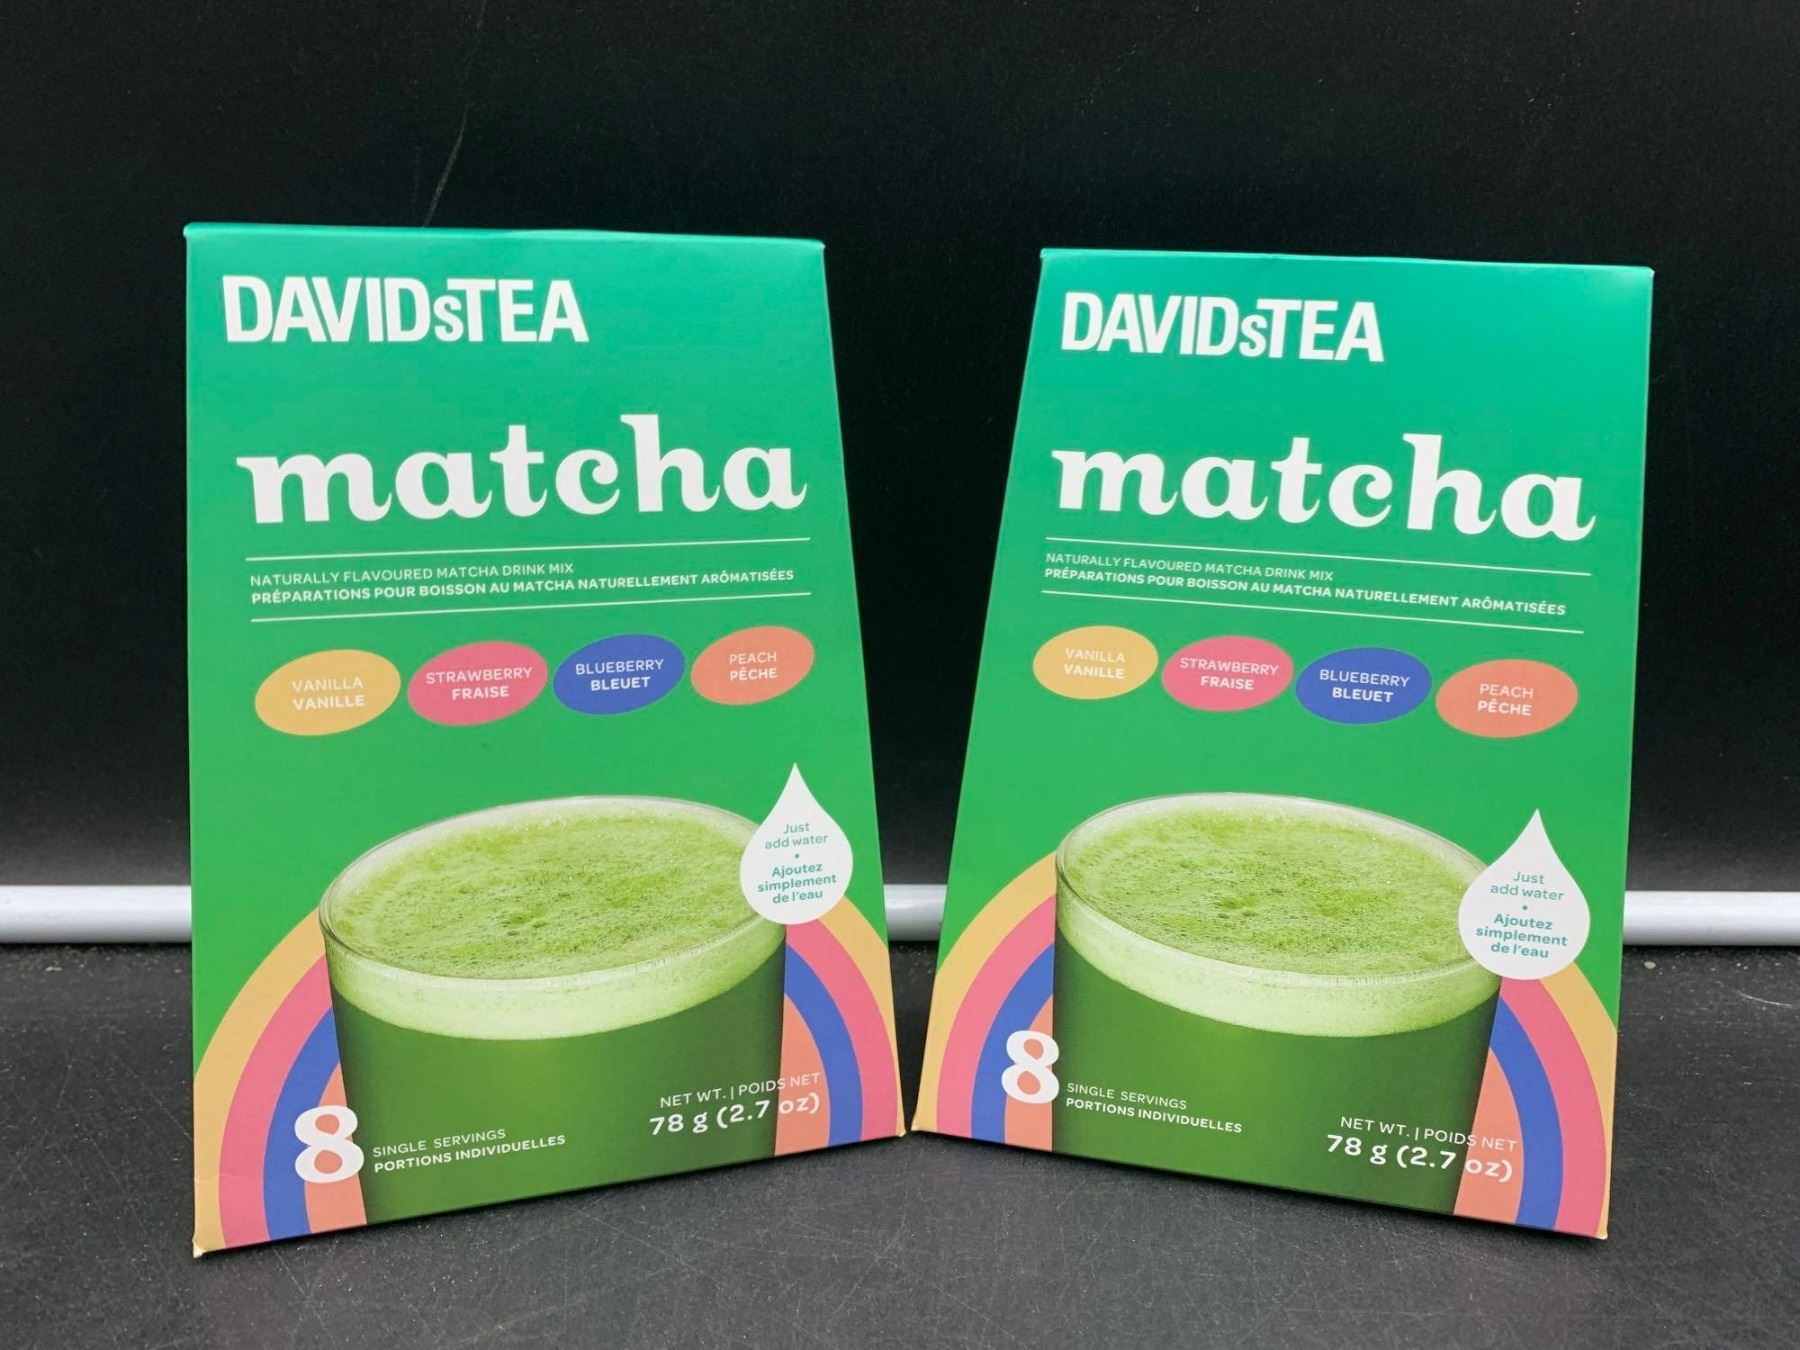 DAVIDsTEA
matcha
NATURALLY FLAVOURED MATCHA DRINK MIX
PRÉPARATIONS POUR BOISSON AU MATCHA NATURELLEMENT ARÔMATISÉES
VANILLA
VANILLE
STRAWBERRY
FRAISE
BLUEBERRY
BLEUET
PEACH
PÊCHE
Just
add water
•
Ajoutez
simplement
de l'eau
8
SINGLE SERVINGS
PORTIONS INDIVIDUELLES
NET WT. | POIDS NET
78 g (2.7 oz)
DAVIDsTEA
matcha
NATURALLY FLAVOURED MATCHA DRINK MIX
PRÉPARATIONS POUR BOISSON AU MATCHA NATURELLEMENT ARÔMATISÉES
VANILLA
VANILLE
STRAWBERRY
FRAISE
BLUEBERRY
BLEUET
PEACH
PÊCHE
Just
add water
•
Ajoutez
simplement
de l'eau
8
SINGLE SERVINGS
PORTIONS INDIVIDUELLES
NET WT. | POIDS NET
78 g (2.7 oz)